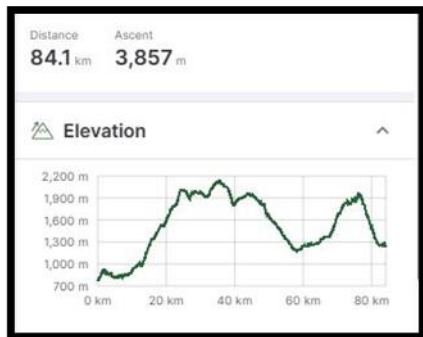 Distance Ascent
84.1 km 3,857 m
Elevation
2,200 m
1,900 m
1,600 m
1,300 m
1,000 m
700 m
0 km 20 km 40 km 60 km 80 km